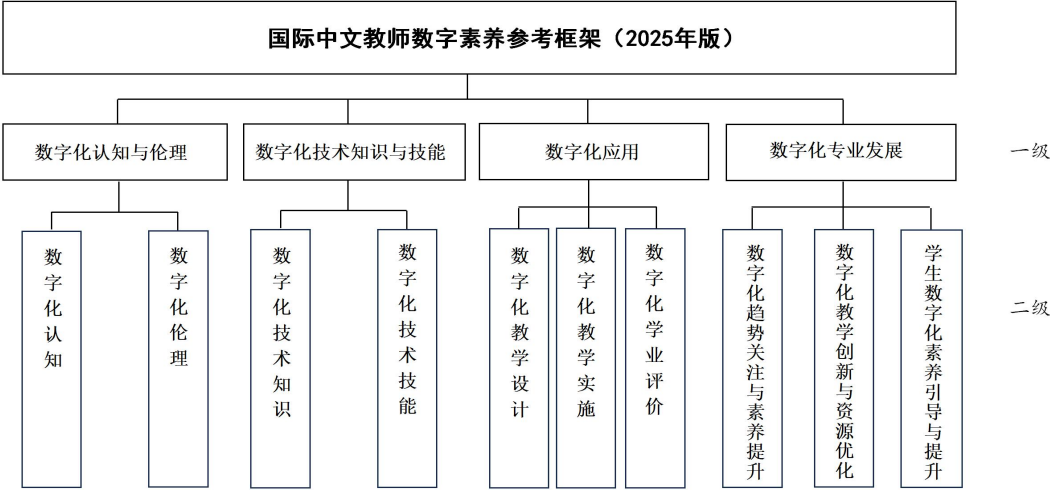 国际中文教师数字素养参考框架（2025年版）
数字化认知与伦理
数字化技术知识与技能
数字化应用
数字化专业发展
一级
数字化认知
数字化伦理
数字化技术知识
数字化技术技能
数字化教学设计
数字化教学实施
数字化学业评价
数字化趋势关注与素养提升
数字化教学创新与资源优化
学生数字化素养引导与提升
二级